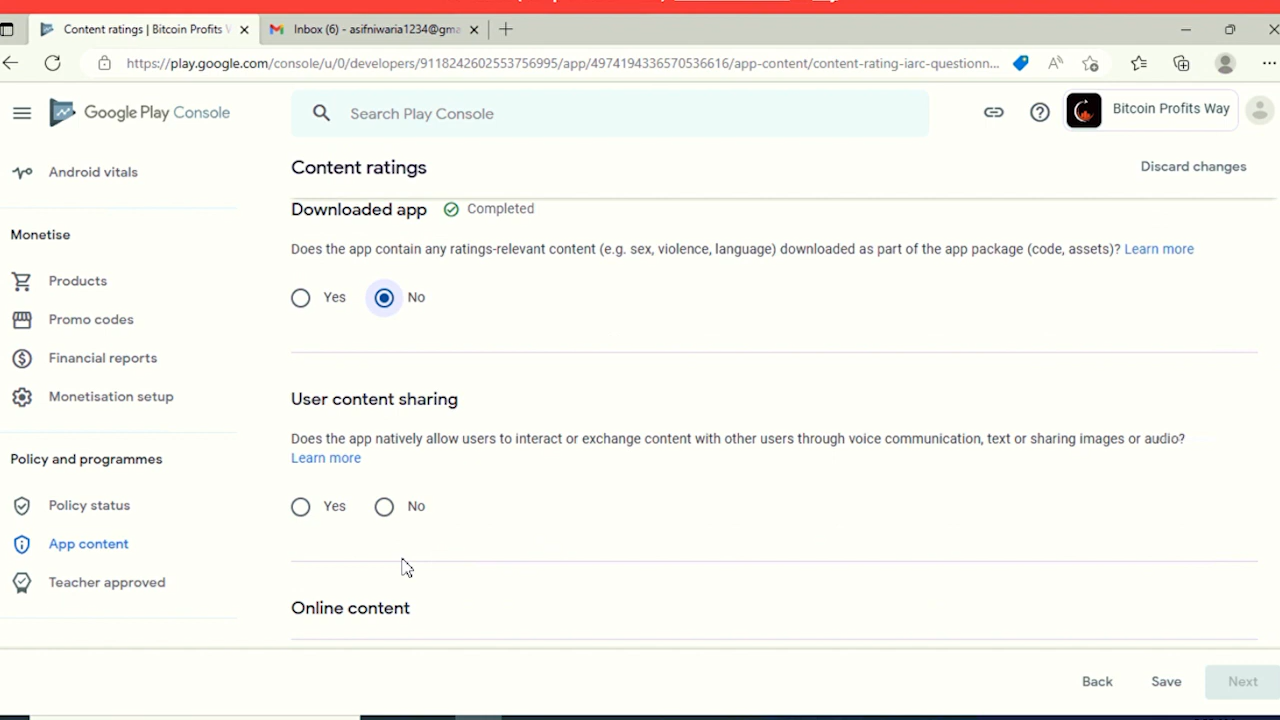 Content ratings | Bitcoin Profits W
Inbox (6) - asifniwaria1234@gma
https://play.google.com/console/u/0/developers/9118242602553756995/app/4974194336570536616/app-content/content-rating-iarc-questionn...
Google Play Console
Search Play Console
Bitcoin Profits Way
Android vitals
Monetise
Products
Promo codes
Financial reports
Monetisation setup
Policy and programmes
Policy status
App content
Teacher approved
Content ratings
Discard changes
Downloaded app
Completed
Does the app contain any ratings-relevant content (e.g. sex, violence, language) downloaded as part of the app package (code, assets)? Learn more
Yes
No
User content sharing
Does the app natively allow users to interact or exchange content with other users through voice communication, text or sharing images or audio?
Learn more
Yes
No
Online content
Back
Save
Next